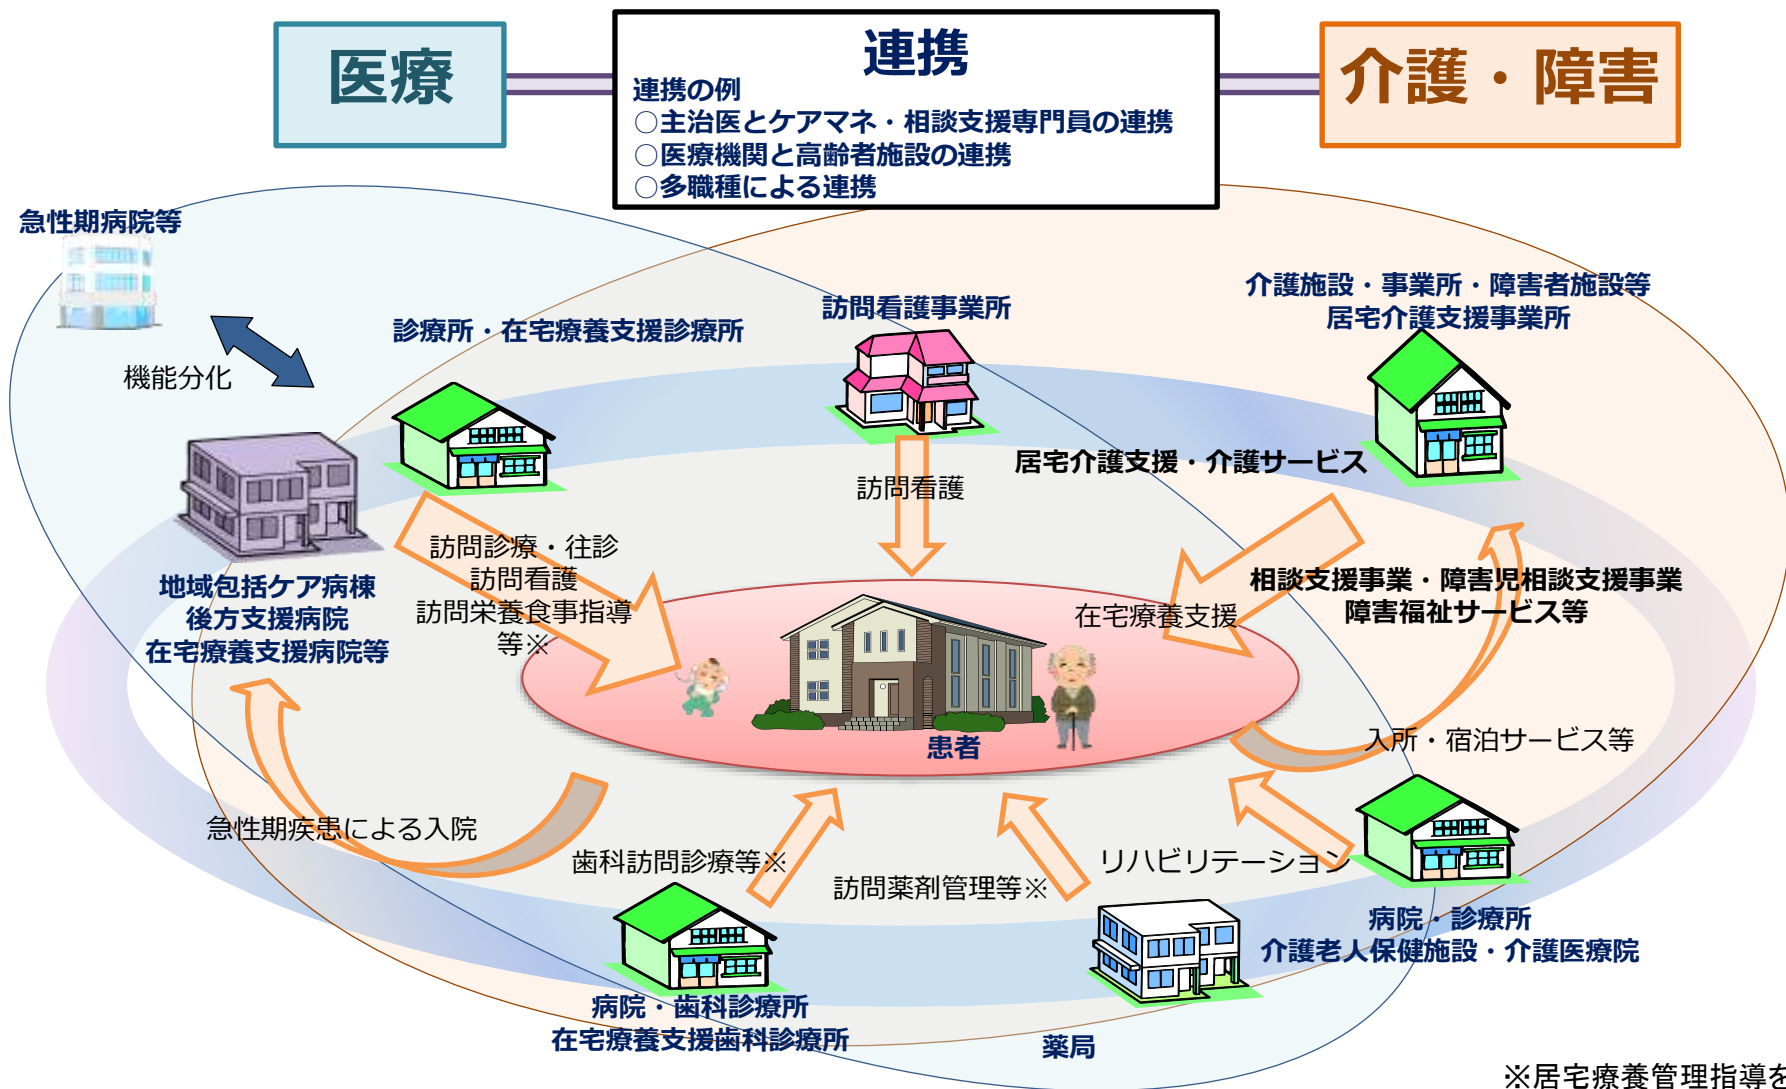 医療
連携
連携の例
○主治医とケアマネ・相談支援専門員の連携
○医療機関と高齢者施設の連携
○多職種による連携
介護・障害
急性期病院等
機能分化
診療所・在宅療養支援診療所
訪問看護事業所
介護施設・事業所・障害者施設等
居宅介護支援事業所
訪問看護
居宅介護支援・介護サービス
訪問診療・往診
訪問看護
訪問栄養食事指導
等※
地域包括ケア病棟
後方支援病院
在宅療養支援病院等
在宅療養支援
相談支援事業・障害児相談支援事業
障害福祉サービス等
患者
入所・宿泊サービス等
急性期疾患による入院
歯科訪問診療等※
訪問薬剤管理等※
リハビリテーション
病院・診療所
介護老人保健施設・介護医療院
病院・歯科診療所
在宅療養支援歯科診療所
薬局
※居宅療養管理指導を